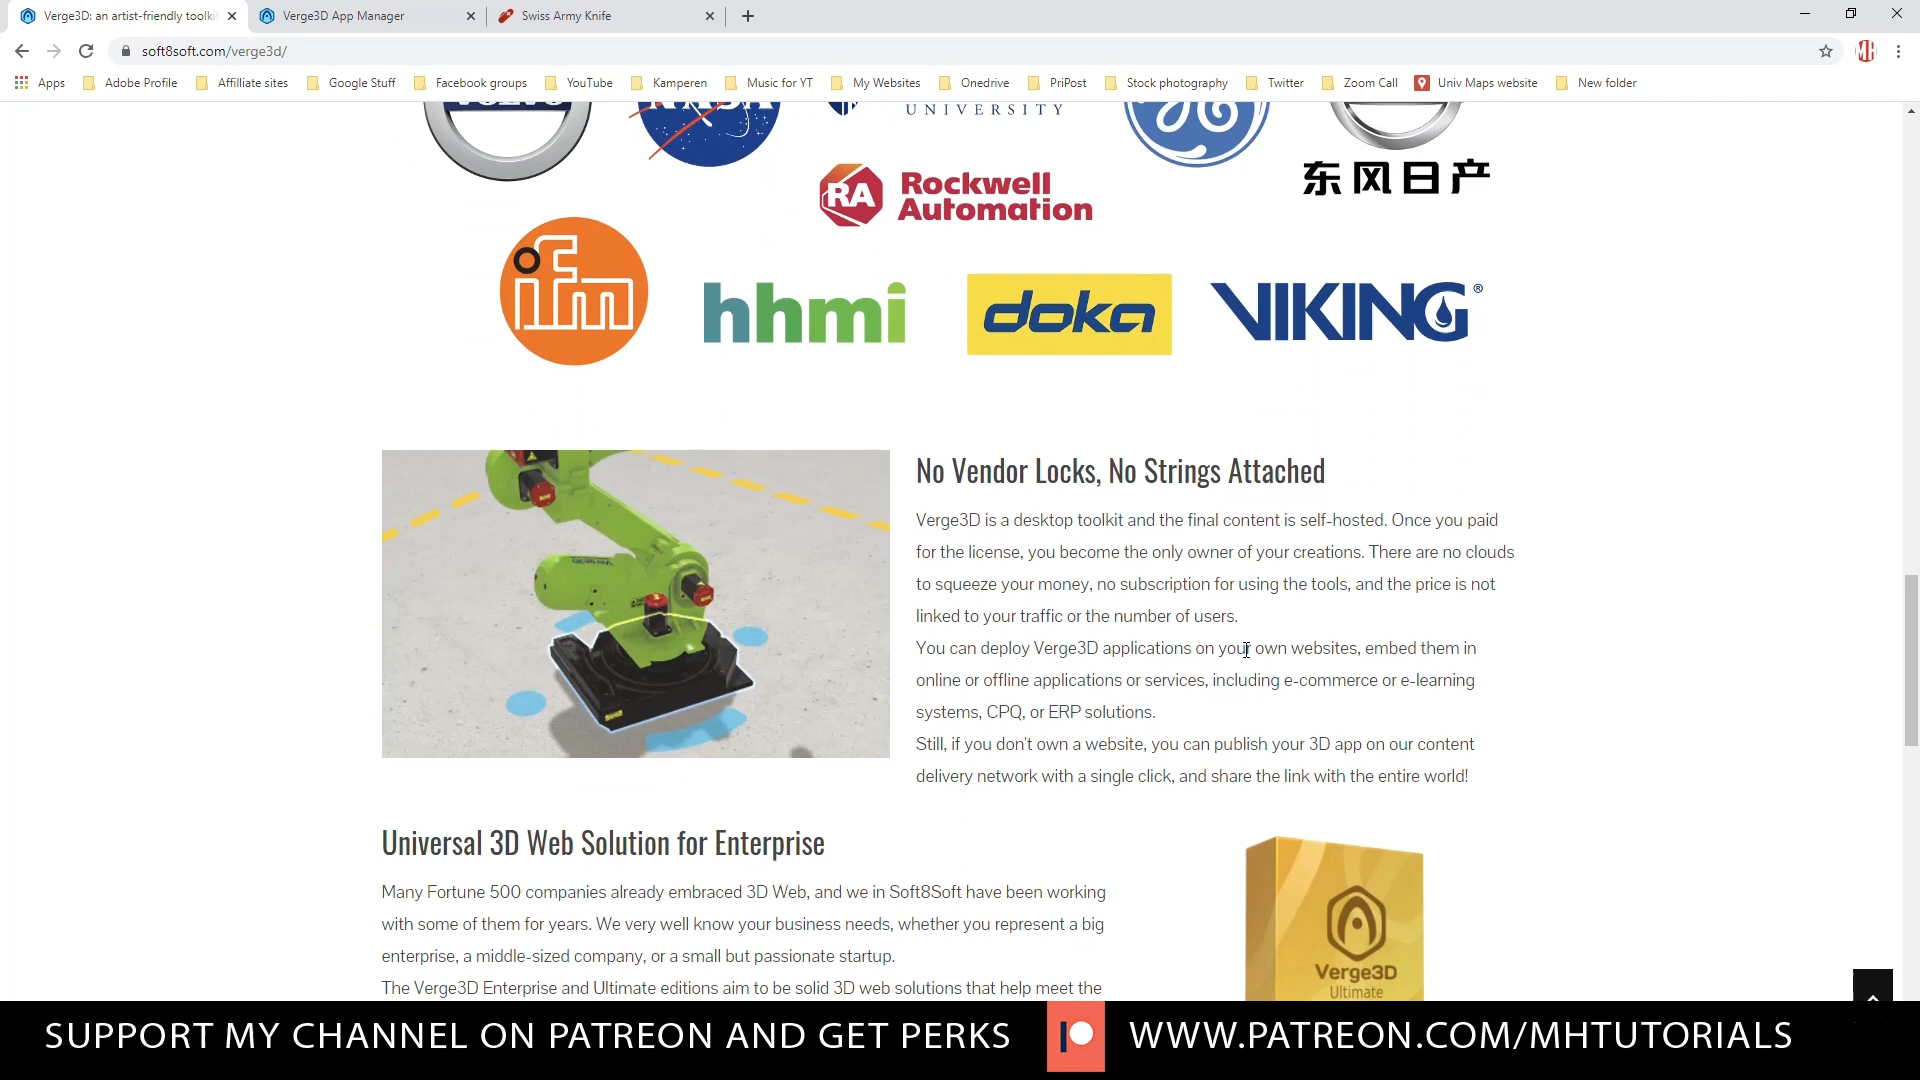 Verge3D: an artist-friendly toolki
Verge3D App Manager
Swiss Army Knife
soft8soft.com/verge3d/
MH
Apps
Adobe Profile
Affilliate sites
Google Stuff
Facebook groups
YouTube
Kamperen
Music for YT
My Websites
Onedrive
PriPost
Stock photography
Twitter
Zoom Call
Univ Maps website
New folder
VOLVO
NASA
UNIVERSITY
东风日产
RA Rockwell
Automation
ifm
hhmi
doka
VIKING®
No Vendor Locks, No Strings Attached
Verge3D is a desktop toolkit and the final content is self-hosted. Once you paid
for the license, you become the only owner of your creations. There are no clouds
to squeeze your money, no subscription for using the tools, and the price is not
linked to your traffic or the number of users.
You can deploy Verge3D applications on your own websites, embed them in
online or offline applications or services, including e-commerce or e-learning
systems, CPQ, or ERP solutions.
Still, if you don't own a website, you can publish your 3D app on our content
delivery network with a single click, and share the link with the entire world!
Universal 3D Web Solution for Enterprise
Many Fortune 500 companies already embraced 3D Web, and we in Soft8Soft have been working
with some of them for years. We very well know your business needs, whether you represent a big
enterprise, a middle-sized company, or a small but passionate startup.
The Verge3D Enterprise and Ultimate editions aim to be solid 3D web solutions that help meet the
Verge3D
Ultimate
SUPPORT MY CHANNEL ON PATREON AND GET PERKS
WWW.PATREON.COM/MHTUTORIALS